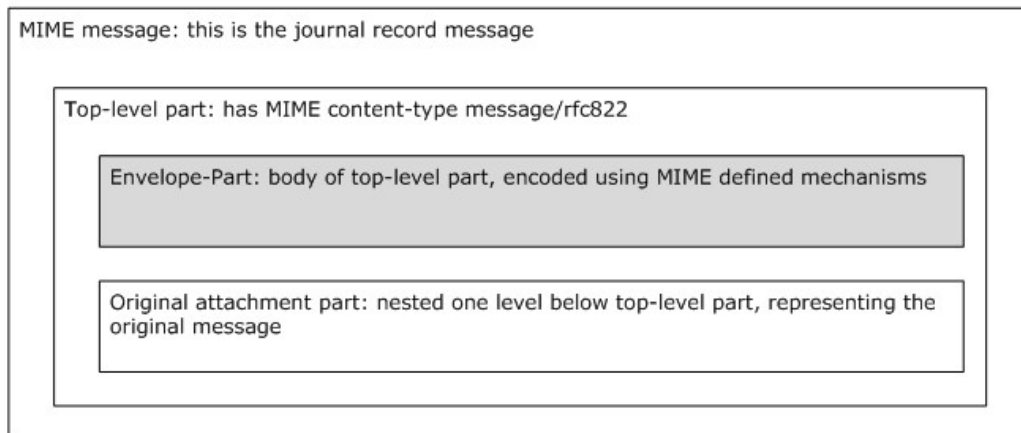 MIME message: this is the journal record message
Top-level part: has MIME content-type message/rfc822
Envelope-Part: body of top-level part, encoded using MIME defined mechanisms
Original attachment part: nested one level below top-level part, representing the
original message